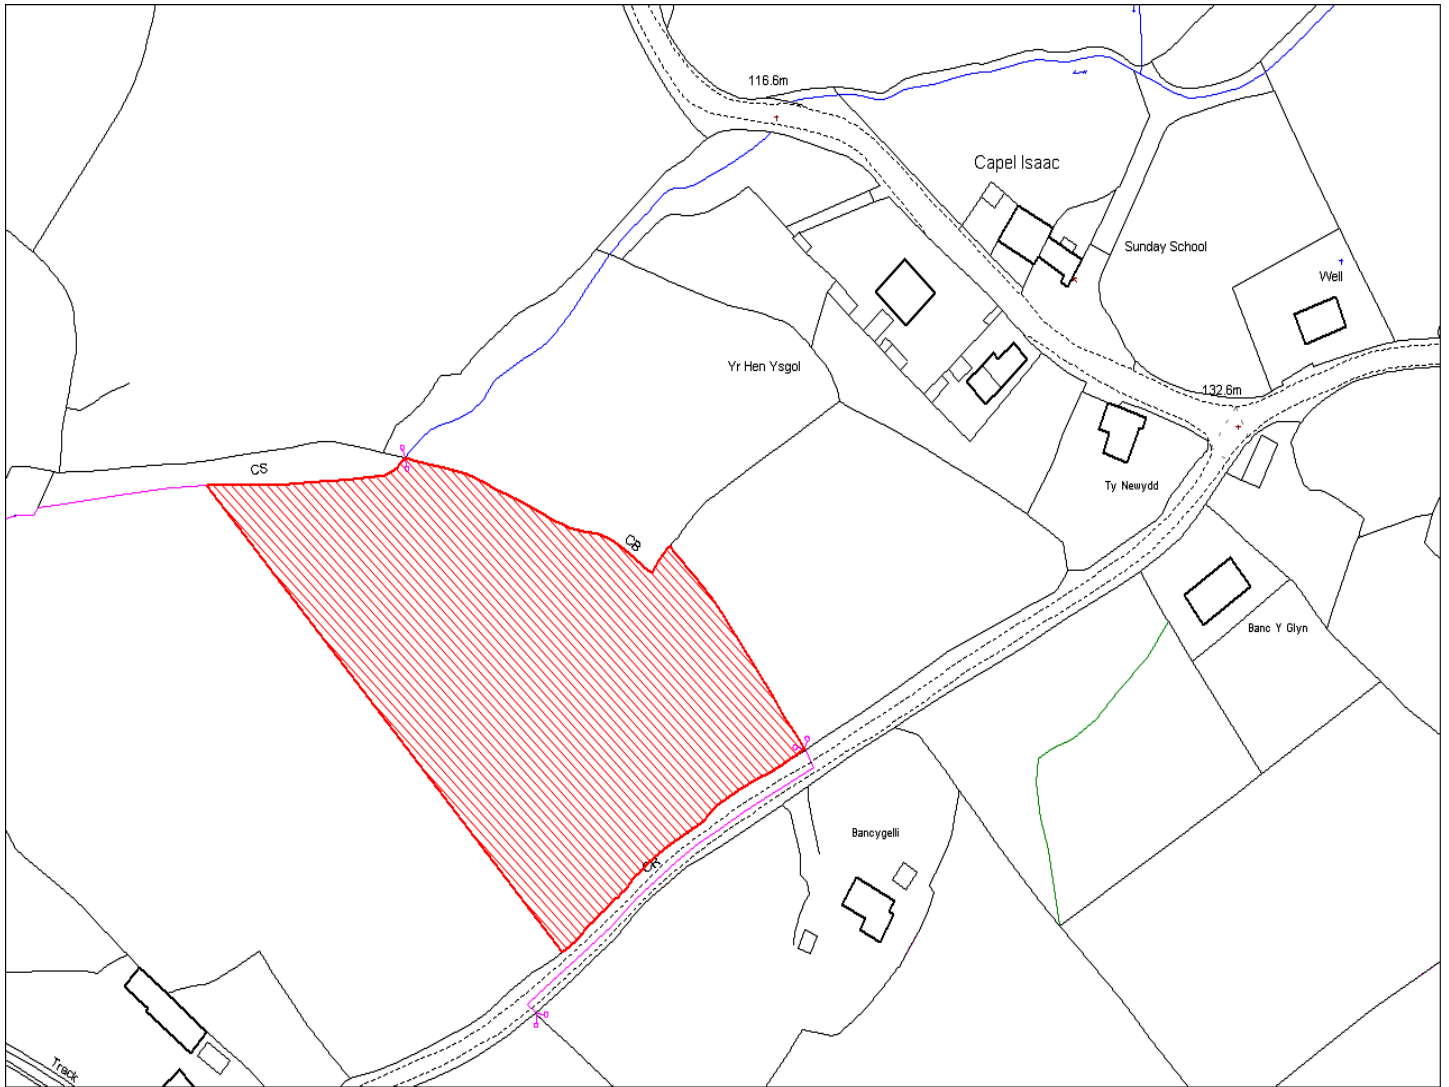 116.6m
Capel Isaac
Sunday School
Well
Yr Hen Ysgol
132.6m
CS
Ty Newydd
CB
Banc Y Glyn
Bancygelli
Track